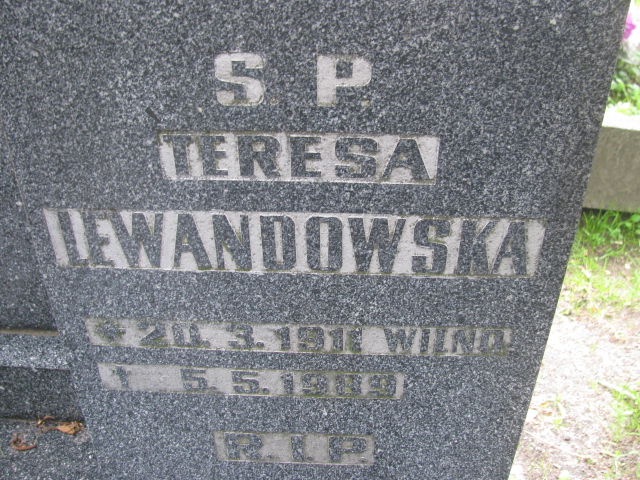 S. P.
TERESA
LEWANDOWSKA
* 20. 3. 1911 WILNO.
† 5. 5. 1989
R. I. P.